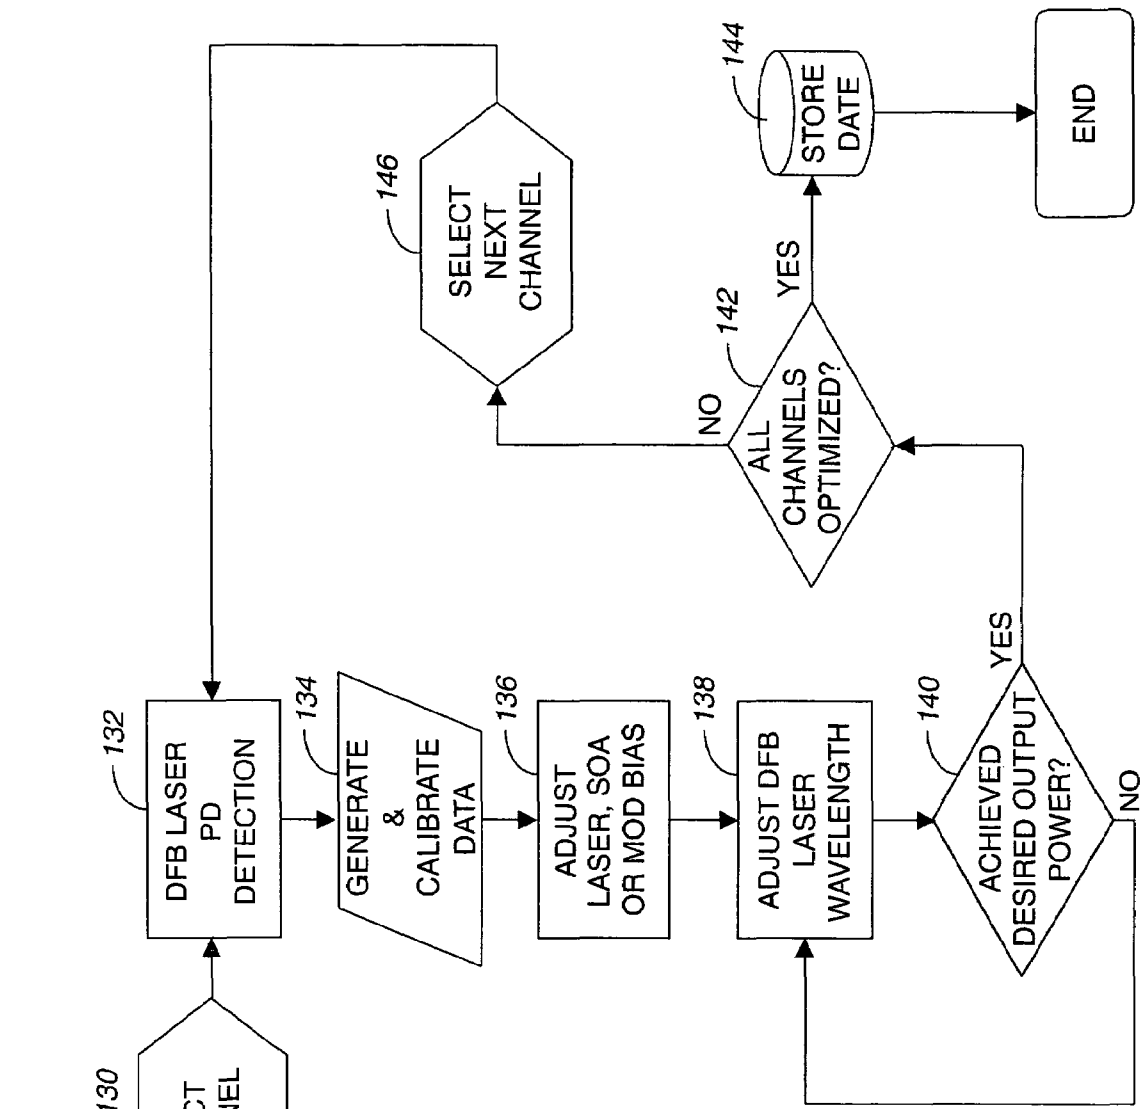 130
CT
NEL
132
DFB LASER
PD
DETECTION
134
GENERATE
&
CALIBRATE
DATA
136
ADJUST
LASER, SOA
OR MOD BIAS
138
ADJUST DFB
LASER
WAVELENGTH
140
ACHIEVED
DESIRED OUTPUT
POWER?
NO
YES
142
ALL
CHANNELS
OPTIMIZED?
NO
YES
146
SELECT
NEXT
CHANNEL
144
STORE
DATE
END